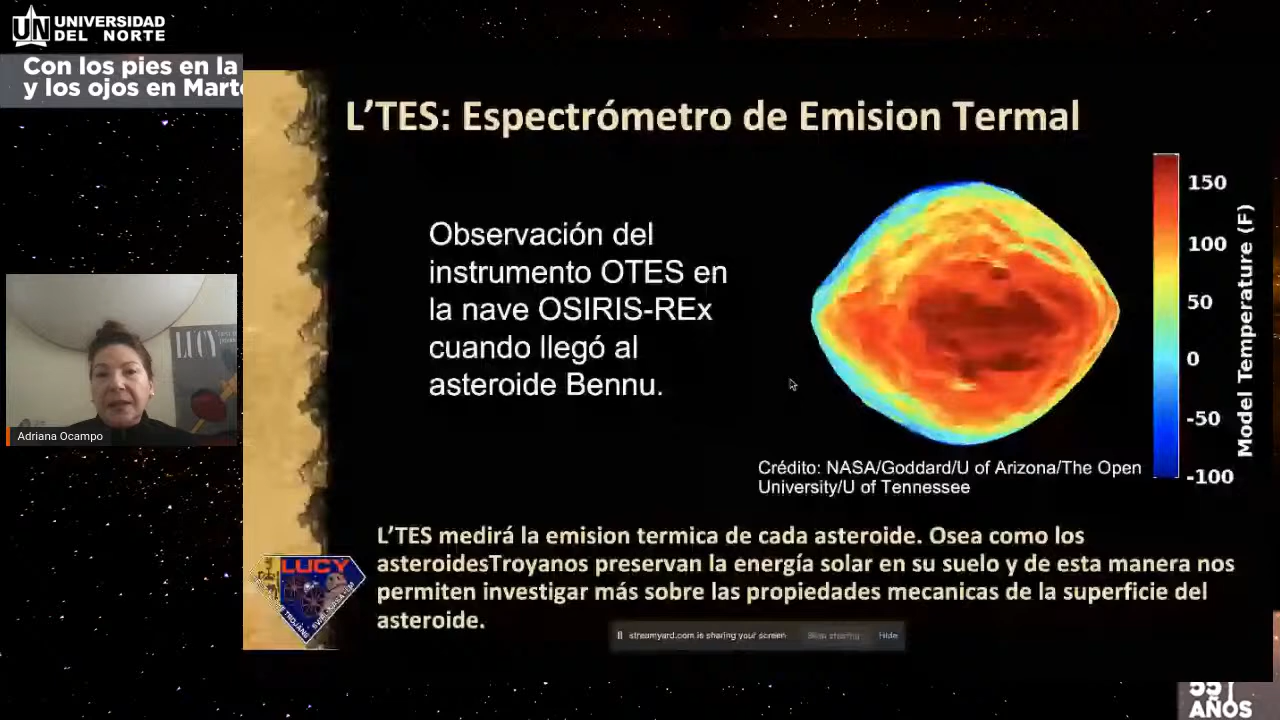 UN UNIVERSIDAD
DEL NORTE
Con los pies en la
y los ojos en Marte
L'TES: Espectrómetro de Emision Termal
Observación del
instrumento OTES en
la nave OSIRIS-REx
cuando llegó al
asteroide Bennu.
150
100
50
0
-50
-100
Model Temperature (F)
Crédito: NASA/Goddard/U of Arizona/The Open
University/U of Tennessee
LUCY
Adriana Ocampo
L'TES medirá la emision termica de cada asteroide. Osea como los
asteroidesTroyanos preservan la energía solar en su suelo y de esta manera nos
permiten investigar más sobre las propiedades mecanicas de la superficie del
asteroide.
LUCY
streamyard.com is sharing your screen
Stop sharing
Hide
55
AÑOS